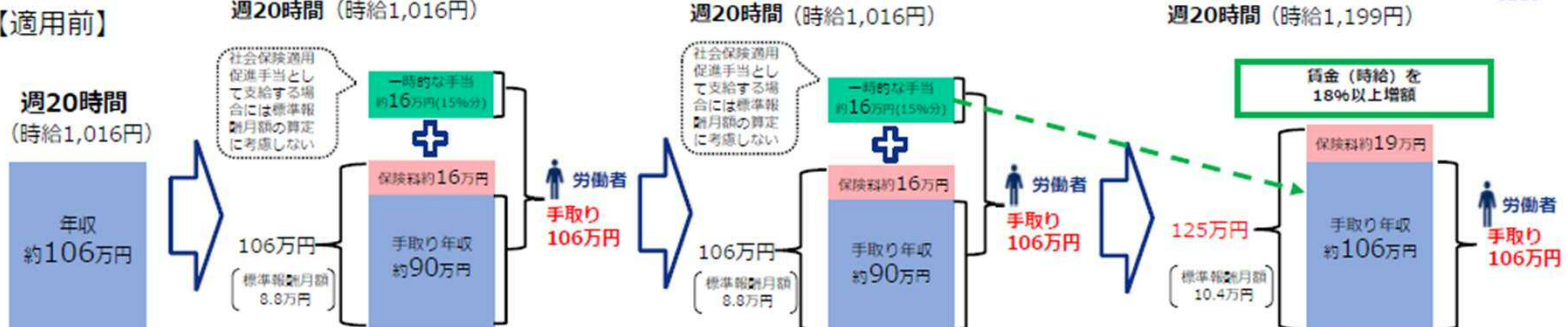 【適用前】
週20時間
（時給1,016円）
年収
約106万円
週20時間（時給1,016円）
社会保険適用
促進手当とし
て支給する場
合には標準報
酬月額の算定
に考慮しない
一時的な手当
約16万円(15%分)
保険料約16万円
手取り年収
約90万円
106万円
標準報酬月額
8.8万円
労働者
手取り
106万円
週20時間（時給1,016円）
社会保険適用
促進手当とし
て支給する場
合には標準報
酬月額の算定
に考慮しない
一時的な手当
約16万円(15%分)
保険料約16万円
手取り年収
約90万円
106万円
標準報酬月額
8.8万円
労働者
手取り
106万円
週20時間（時給1,199円）
賃金（時給）を
18%以上増額
保険料約19万円
手取り年収
約106万円
125万円
標準報酬月額
10.4万円
労働者
手取り
106万円